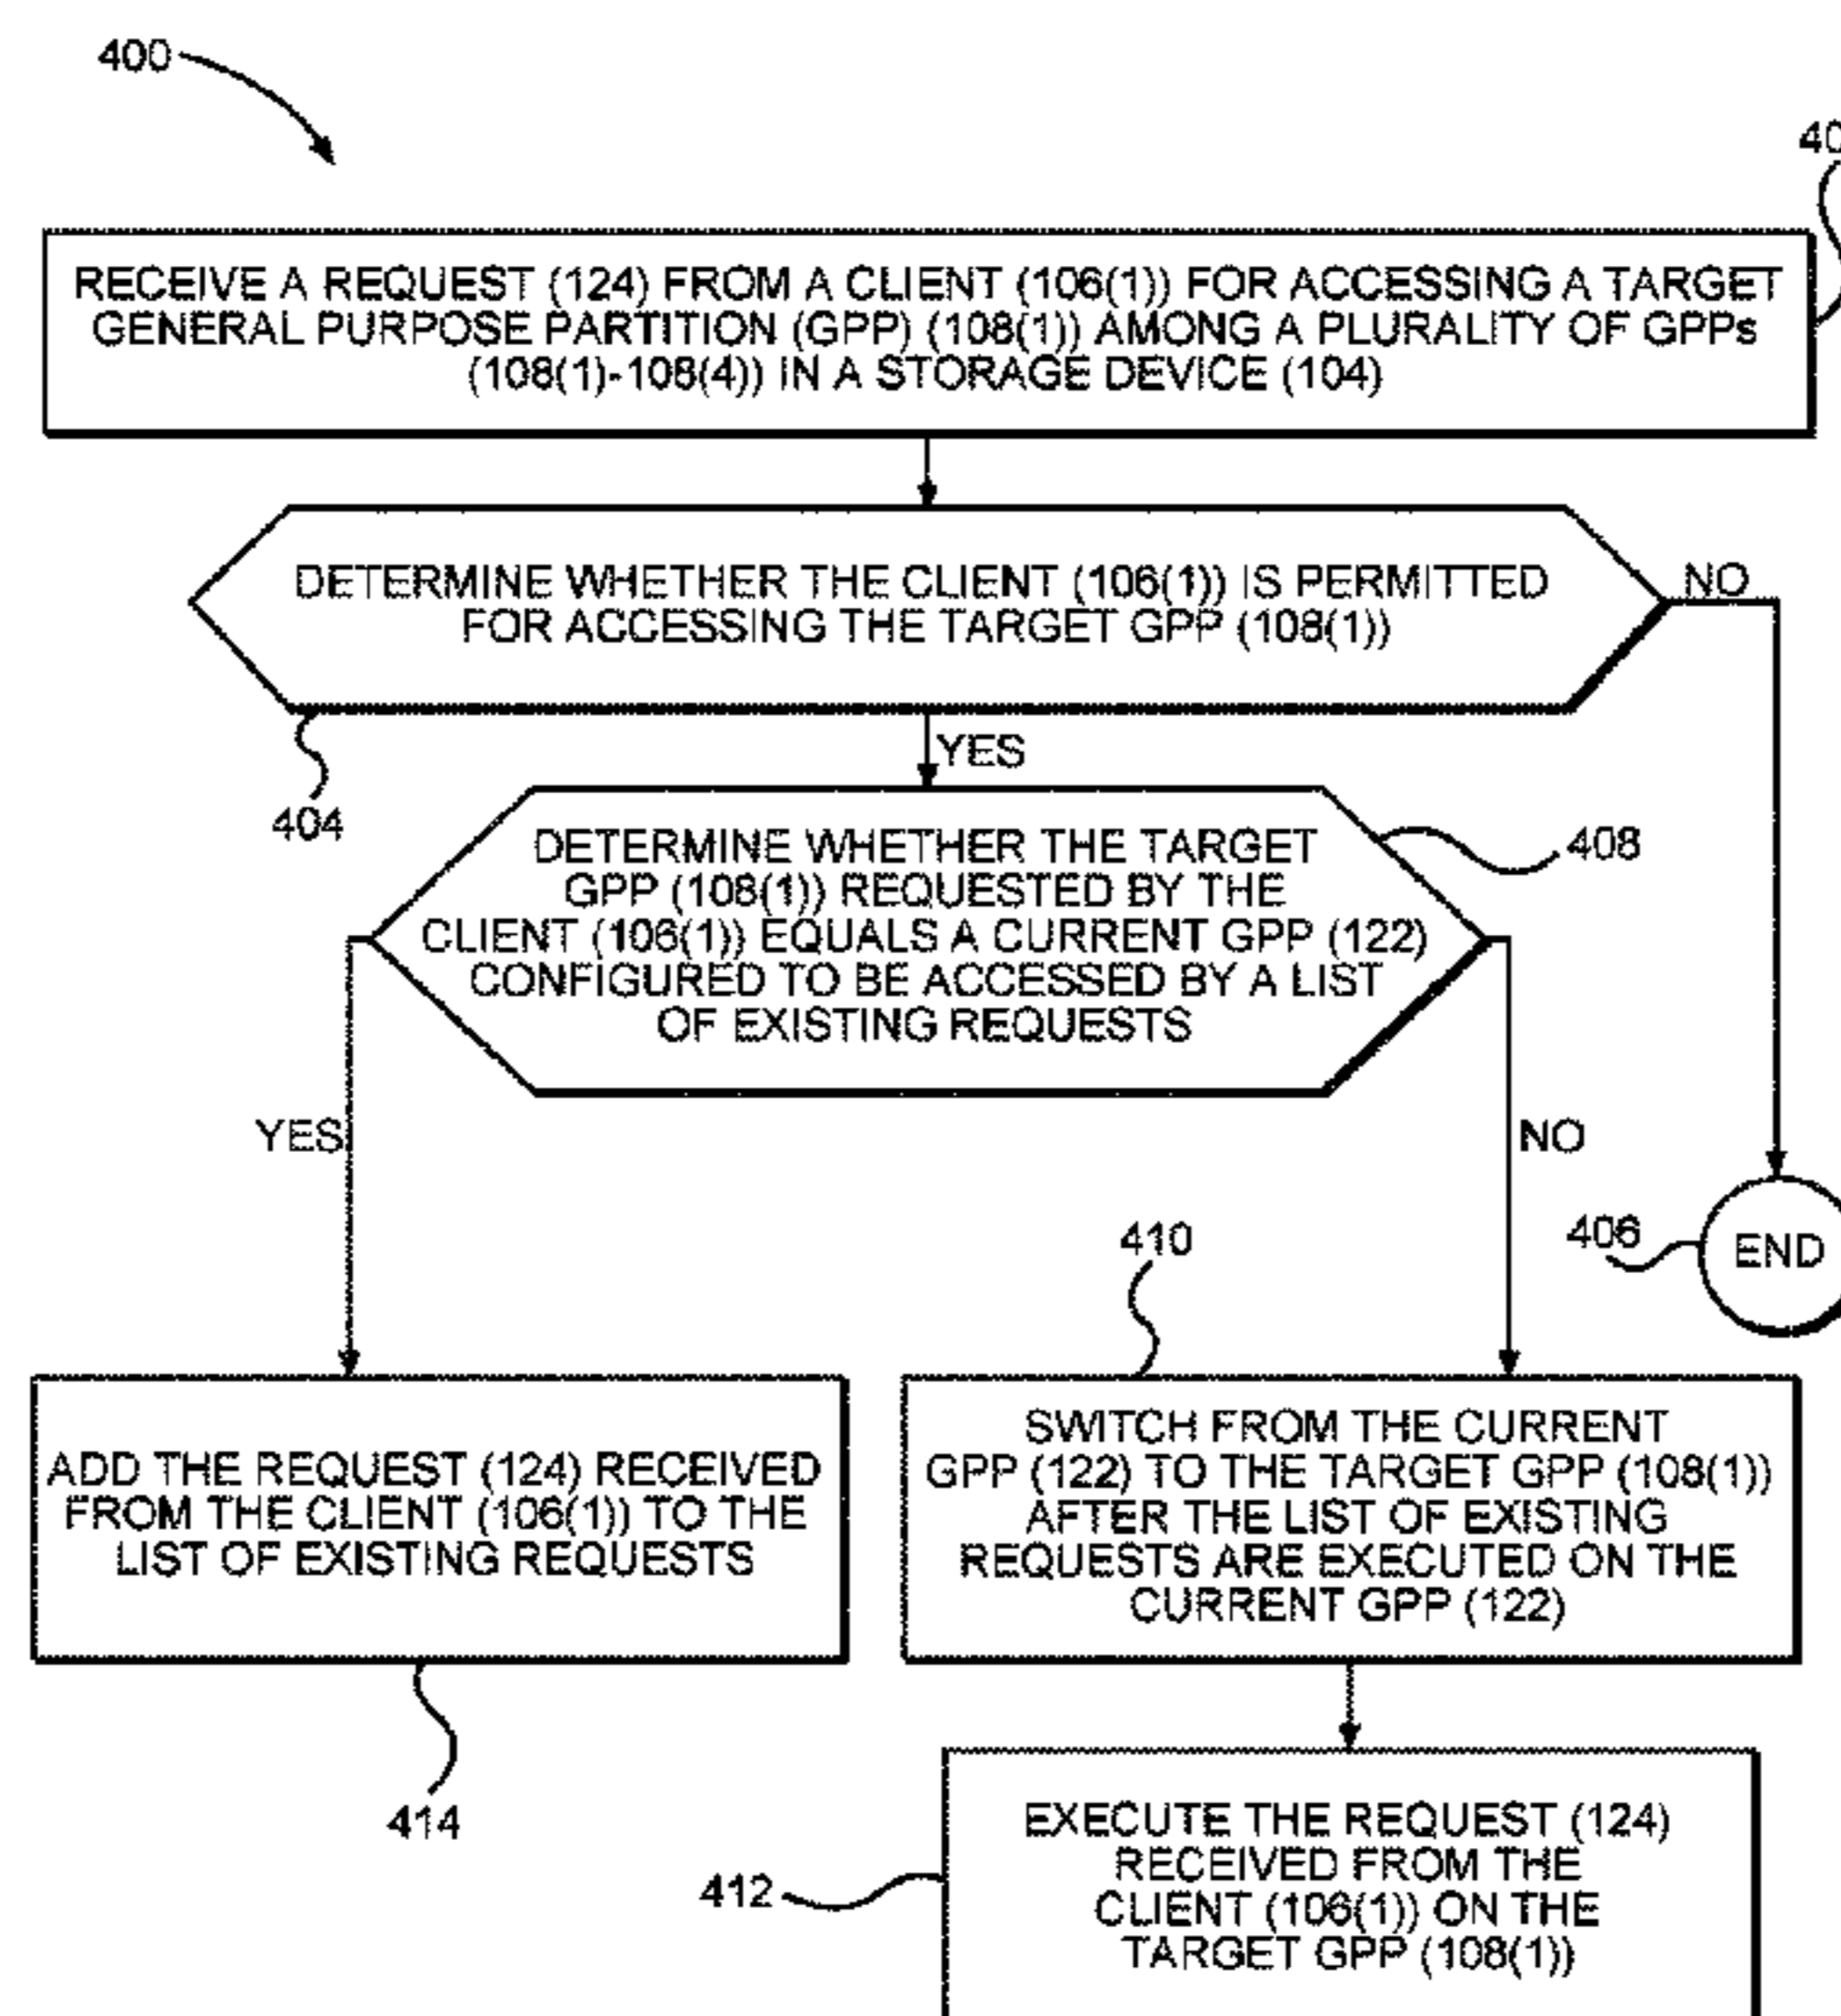 400
RECEIVE A REQUEST (124) FROM A CLIENT (106(1)) FOR ACCESSING A TARGET
GENERAL PURPOSE PARTITION (GPP) (108(1)) AMONG A PLURALITY OF GPPs
(108(1)-108(4)) IN A STORAGE DEVICE (104)
DETERMINE WHETHER THE CLIENT (106(1)) IS PERMITTED
FOR ACCESSING THE TARGET GPP (108(1))
NO
YES
404
DETERMINE WHETHER THE TARGET
GPP (108(1)) REQUESTED BY THE
CLIENT (106(1)) EQUALS A CURRENT GPP (122)
CONFIGURED TO BE ACCESSED BY A LIST
OF EXISTING REQUESTS
408
YES
NO
410
406
END
ADD THE REQUEST (124) RECEIVED
FROM THE CLIENT (106(1)) TO THE
LIST OF EXISTING REQUESTS
SWITCH FROM THE CURRENT
GPP (122) TO THE TARGET GPP (108(1))
AFTER THE LIST OF EXISTING
REQUESTS ARE EXECUTED ON THE
CURRENT GPP (122)
414
412
EXECUTE THE REQUEST (124)
RECEIVED FROM THE
CLIENT (106(1)) ON THE
TARGET GPP (108(1))